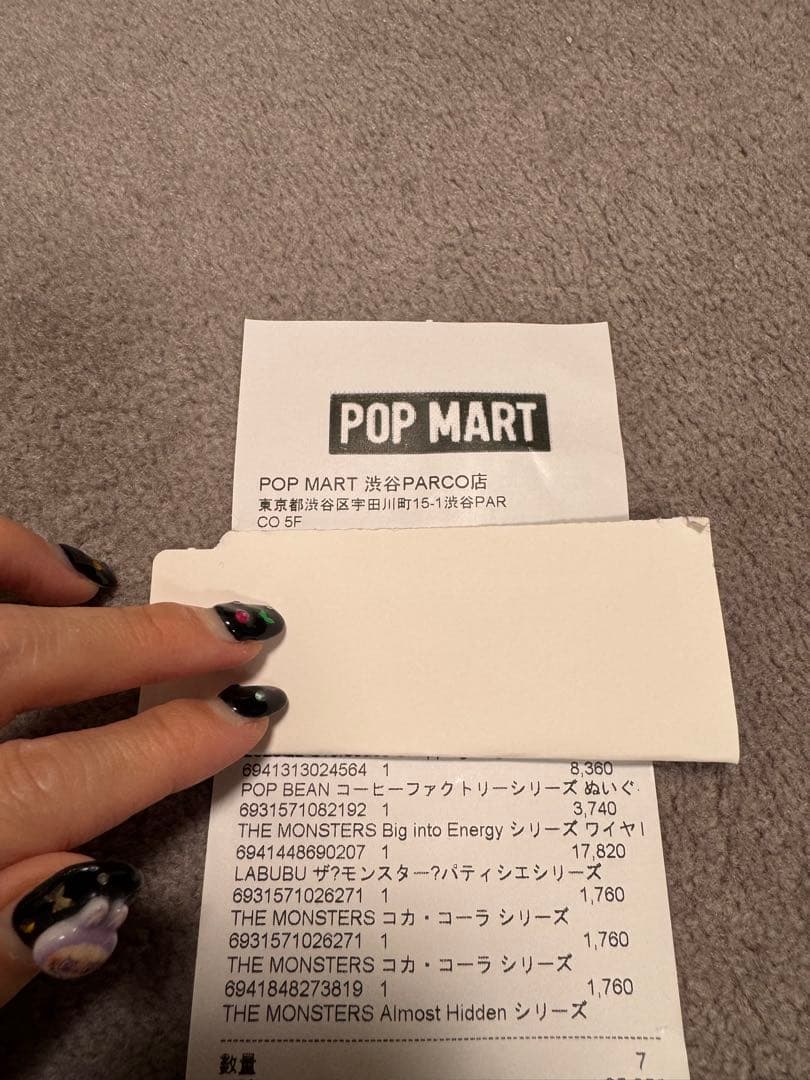 POP MART
POP MART 渋谷PARCO店
東京都渋谷区宇田川町15-1渋谷PAR
CO 5F
6941313024564 1 8,360
POP BEAN コーヒーファクトリーシリーズ ぬいぐ
6931571082192 1 3,740
THE MONSTERS Big into Energy シリーズ ワイヤ
6941448690207 1 17,820
LABUBU ザ?モンスター?パティシエシリーズ
6931571026271 1 1,760
THE MONSTERS コカ・コーラ シリーズ
6931571026271 1 1,760
THE MONSTERS コカ・コーラ シリーズ
6941848273819 1 1,760
THE MONSTERS Almost Hidden シリーズ
数量 7